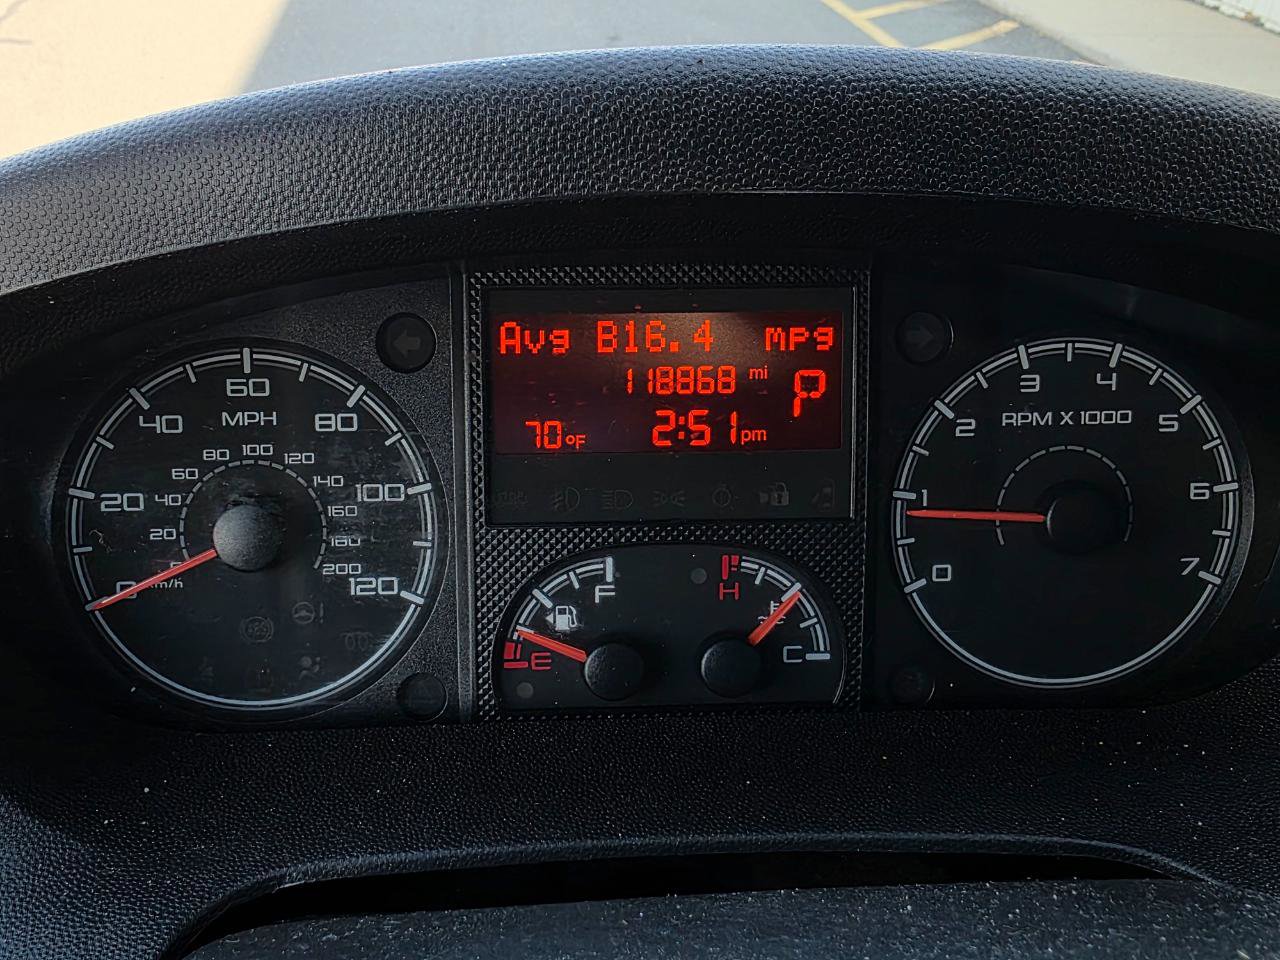 Avg B16.4 mpg
118868 mi
P
70°F 2:51 pm
0 20 40 60 80 100 120
MPH
20 40 60 80 100 120 140 160 180 200
km/h
E F
H C
0 1 2 3 4 5 6 7
RPM X 1000